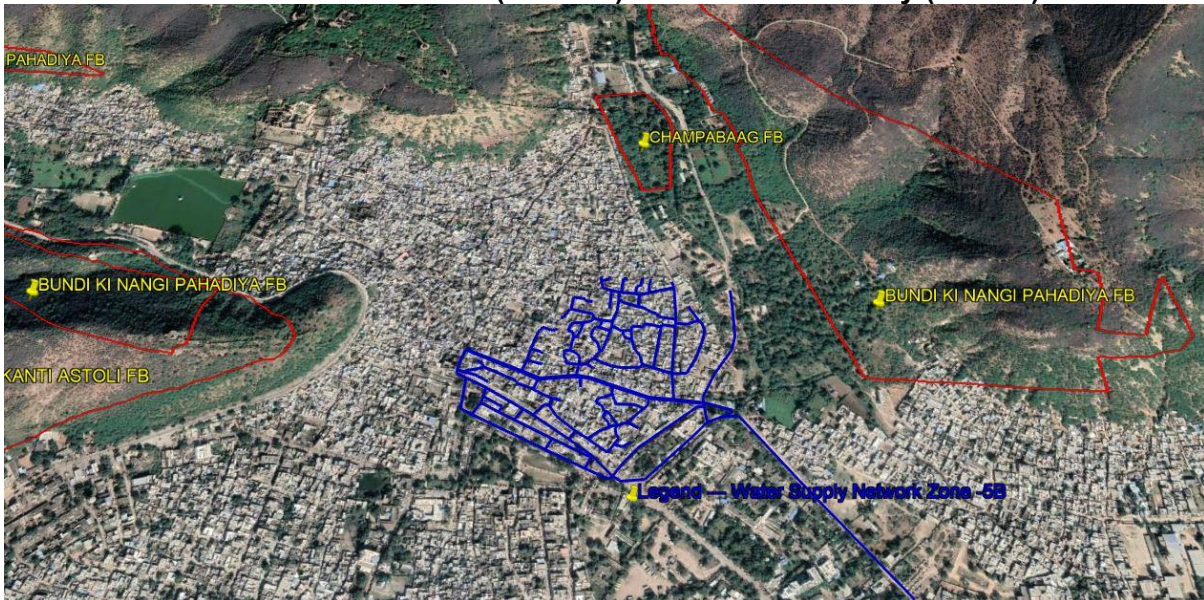 PAHADIYA FB
CHAMPABAAG FB
BUNDI KI NANGI PAHADIYA FB
BUNDI KI NANGI PAHADIYA FB
KANTI ASTOLI FB
Legend — Water Supply Network Zone -5B